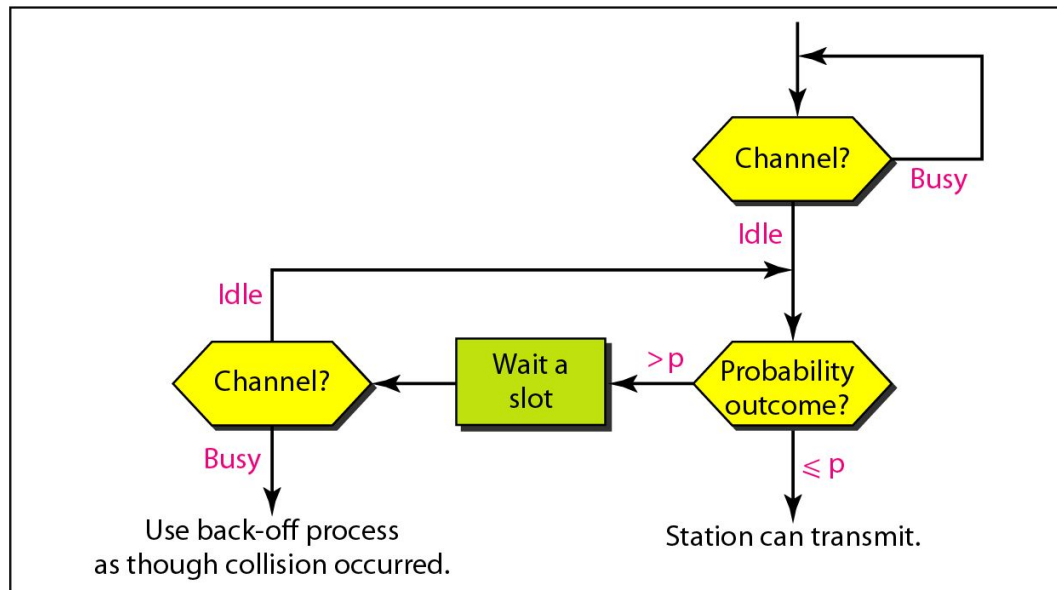 Channel?
Busy
Idle
Idle
Channel?
Wait a
slot
> p
Probability
outcome?
Busy
⩽ p
Use back-off process
as though collision occurred.
Station can transmit.